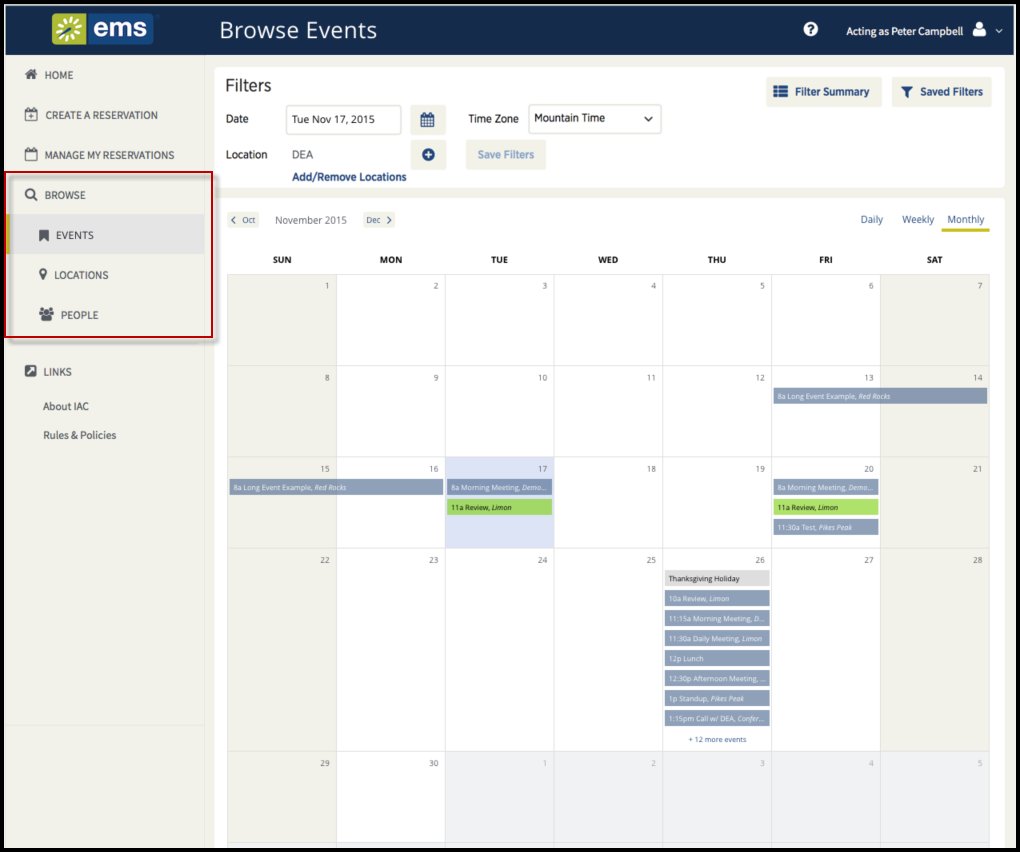 ems
Browse Events
Acting as Peter Campbell
HOME
CREATE A RESERVATION
MANAGE MY RESERVATIONS
BROWSE
EVENTS
LOCATIONS
PEOPLE
LINKS
About IAC
Rules & Policies
Filters
Filter Summary
Saved Filters
Date
Tue Nov 17, 2015
Time Zone
Mountain Time
Location
DEA
Save Filters
Add/Remove Locations
Oct
November 2015
Dec
Daily
Weekly
Monthly
SUN MON TUE WED THU FRI SAT
1 2 3 4 5 6 7
8 9 10 11 12 13 14
8a Long Event Example, Red Rocks
15 16 17 18 19 20 21
8a Long Event Example, Red Rocks
8a Morning Meeting, Demo...
11a Review, Limon
8a Morning Meeting, Demo...
11a Review, Limon
11:30a Test, Pikes Peak
22 23 24 25 26 27 28
Thanksgiving Holiday
10a Review, Limon
11:15a Morning Meeting, D...
11:30a Daily Meeting, Limon
12p Lunch
12:30p Afternoon Meeting, ...
1p Standup, Pikes Peak
1:15pm Call w/ DEA, Confer...
+ 12 more events
29 30 1 2 3 4 5